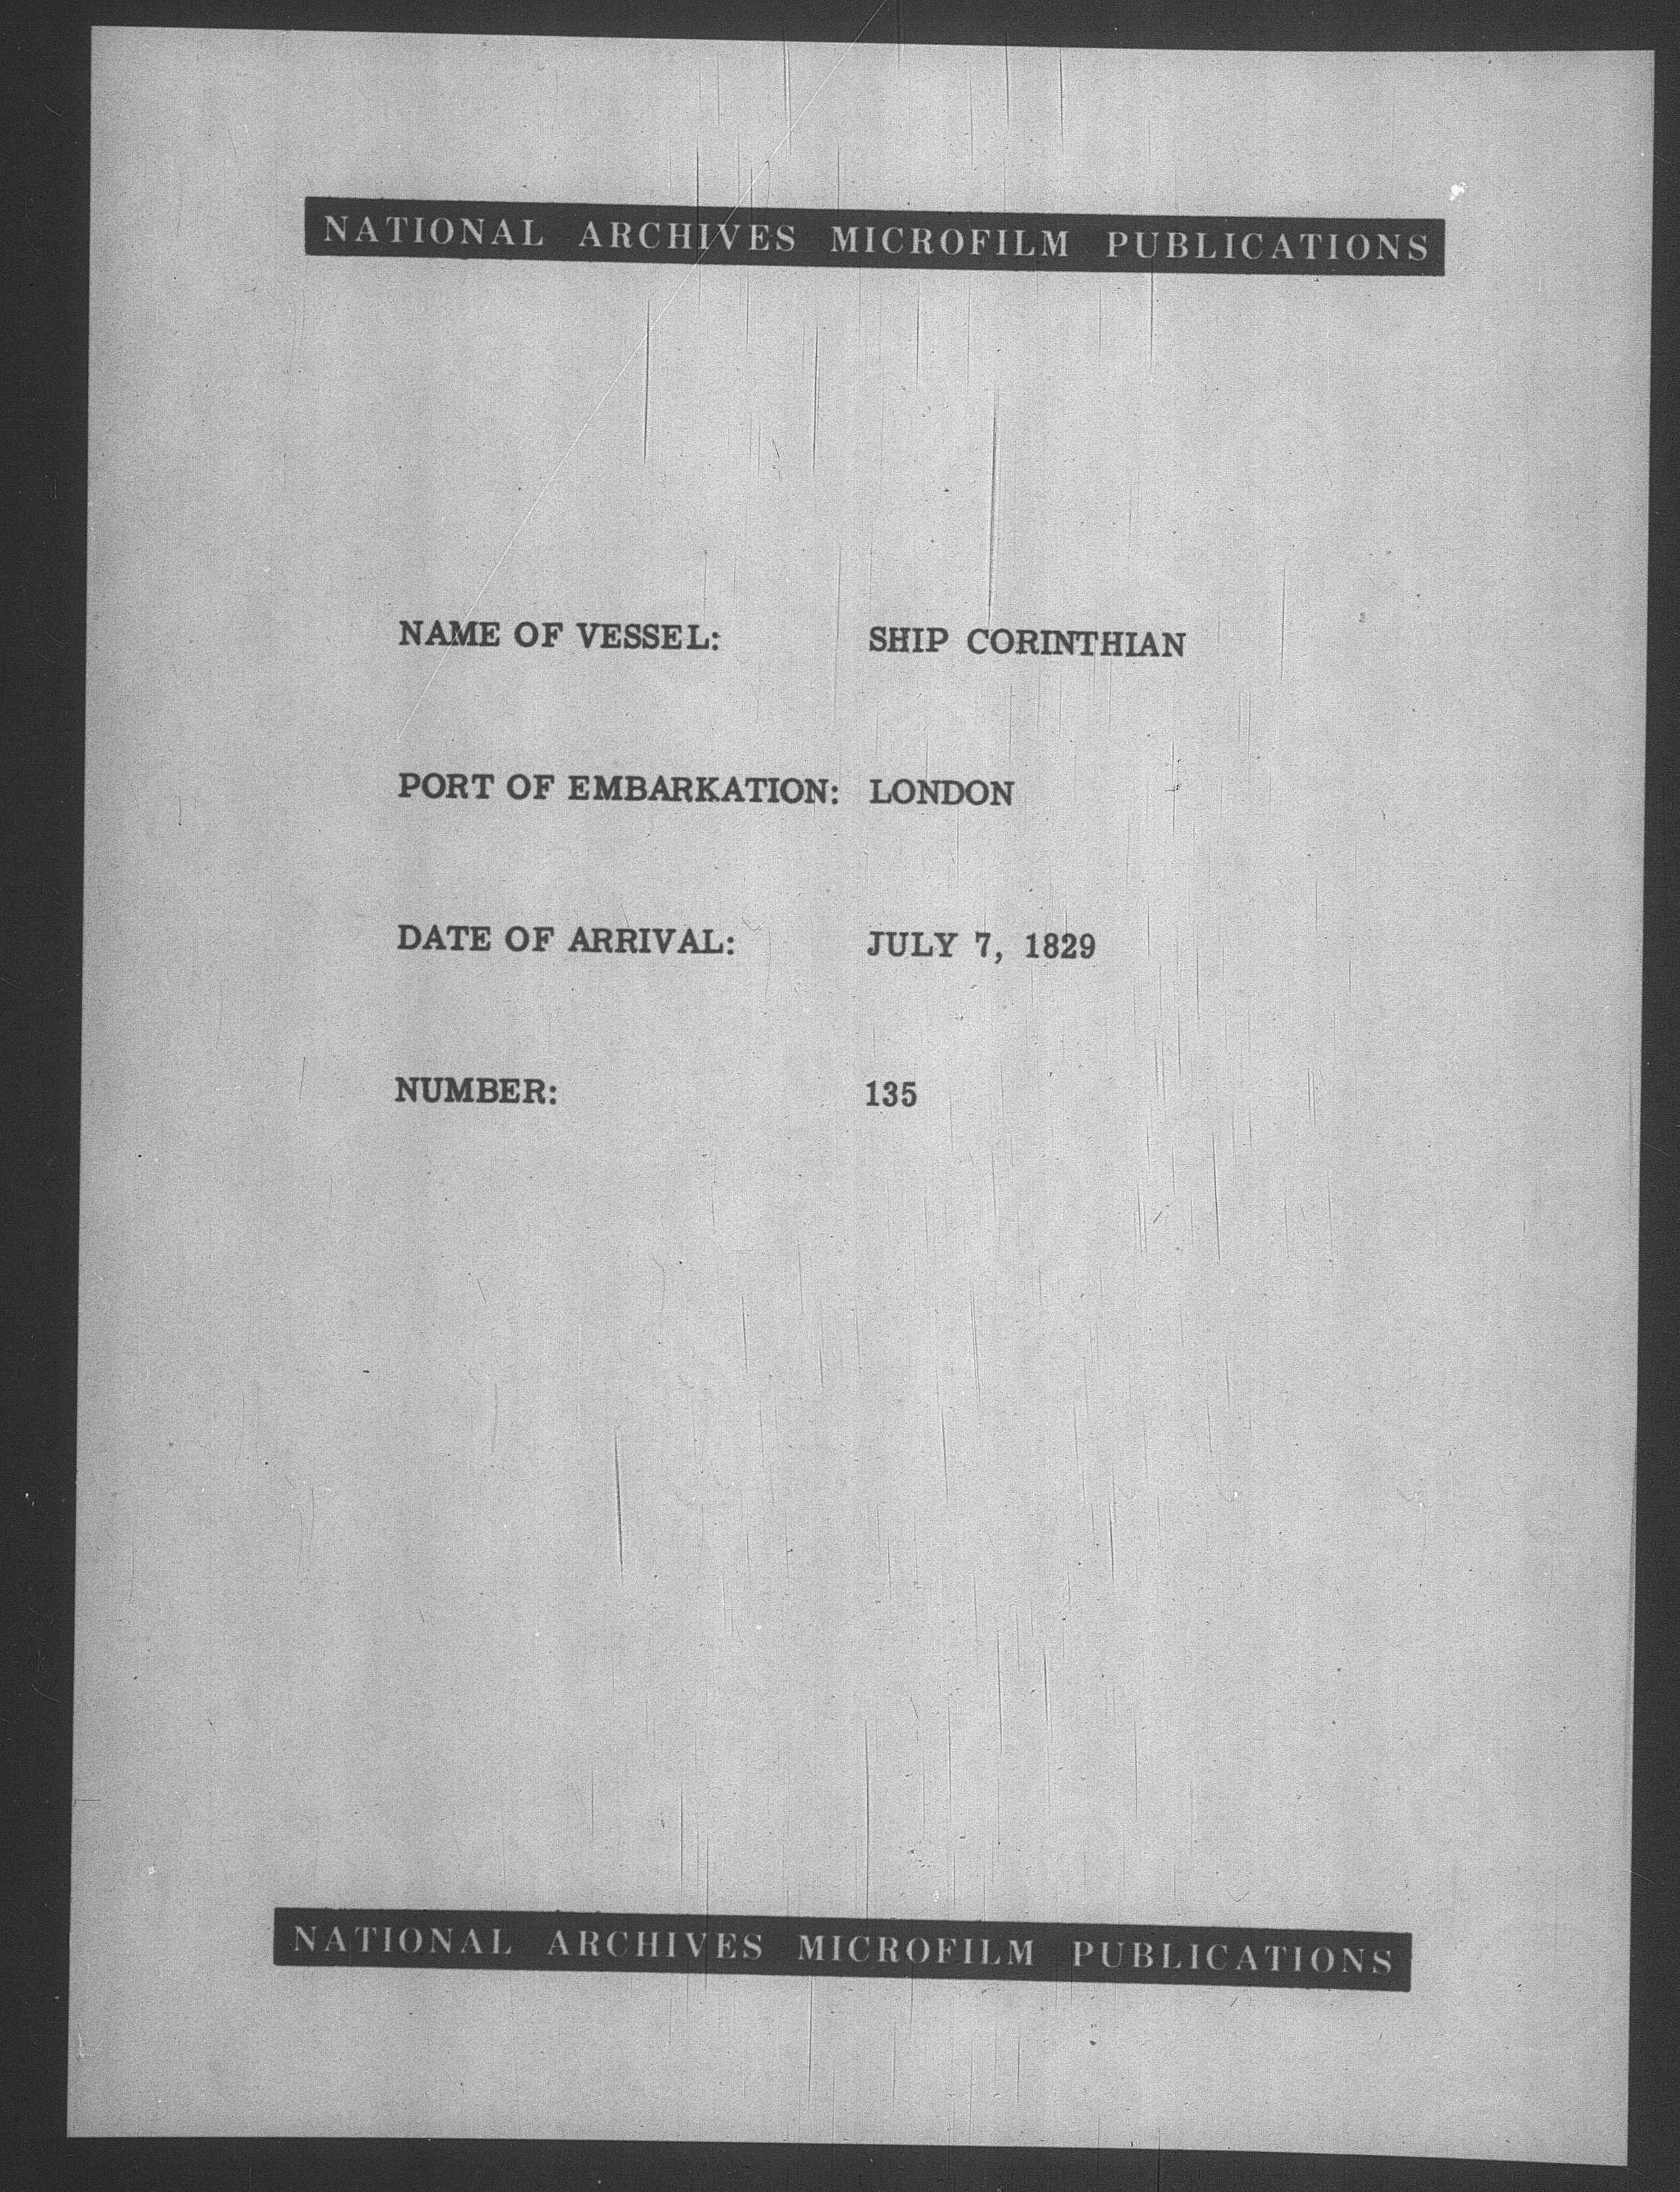 NATIONAL ARCHIVES MICROFILM PUBLICATIONS
NAME OF VESSEL: SHIP CORINTHIAN
PORT OF EMBARKATION: LONDON
DATE OF ARRIVAL: JULY 7, 1829
NUMBER: 135
NATIONAL ARCHIVES MICROFILM PUBLICATIONS